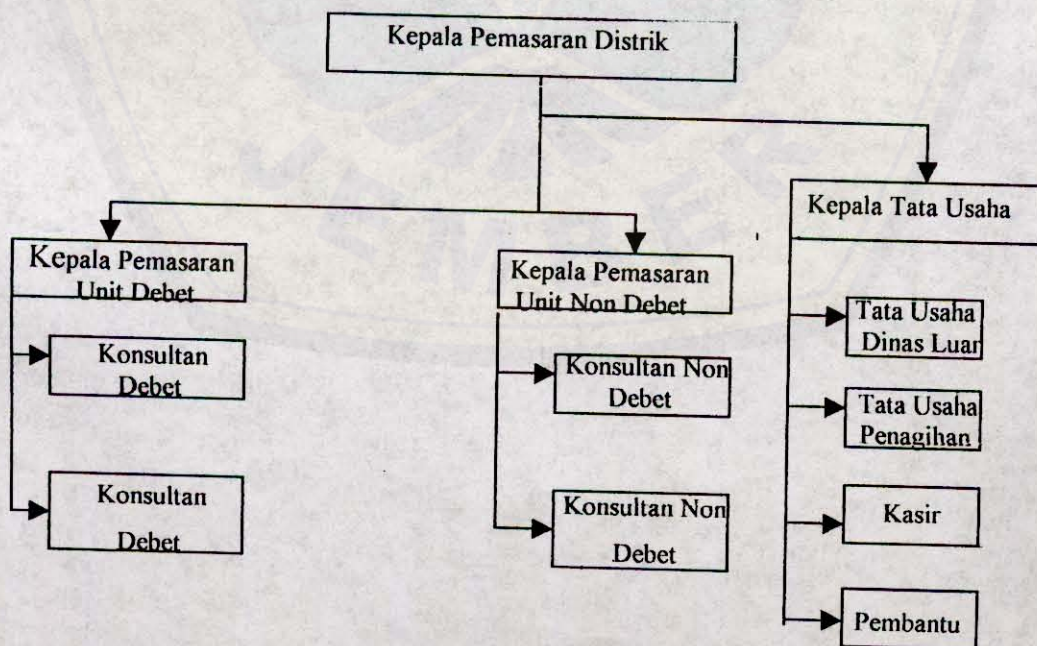 Kepala Pemasaran Distrik
Kepala Tata Usaha
Kepala Pemasaran
Unit Debet
Kepala Pemasaran
Unit Non Debet
Tata Usaha
Dinas Luar
Konsultan
Debet
Konsultan Non
Debet
Tata Usaha
Penagihan
Konsultan
Debet
Konsultan Non
Debet
Kasir
Pembantu
JEMBER